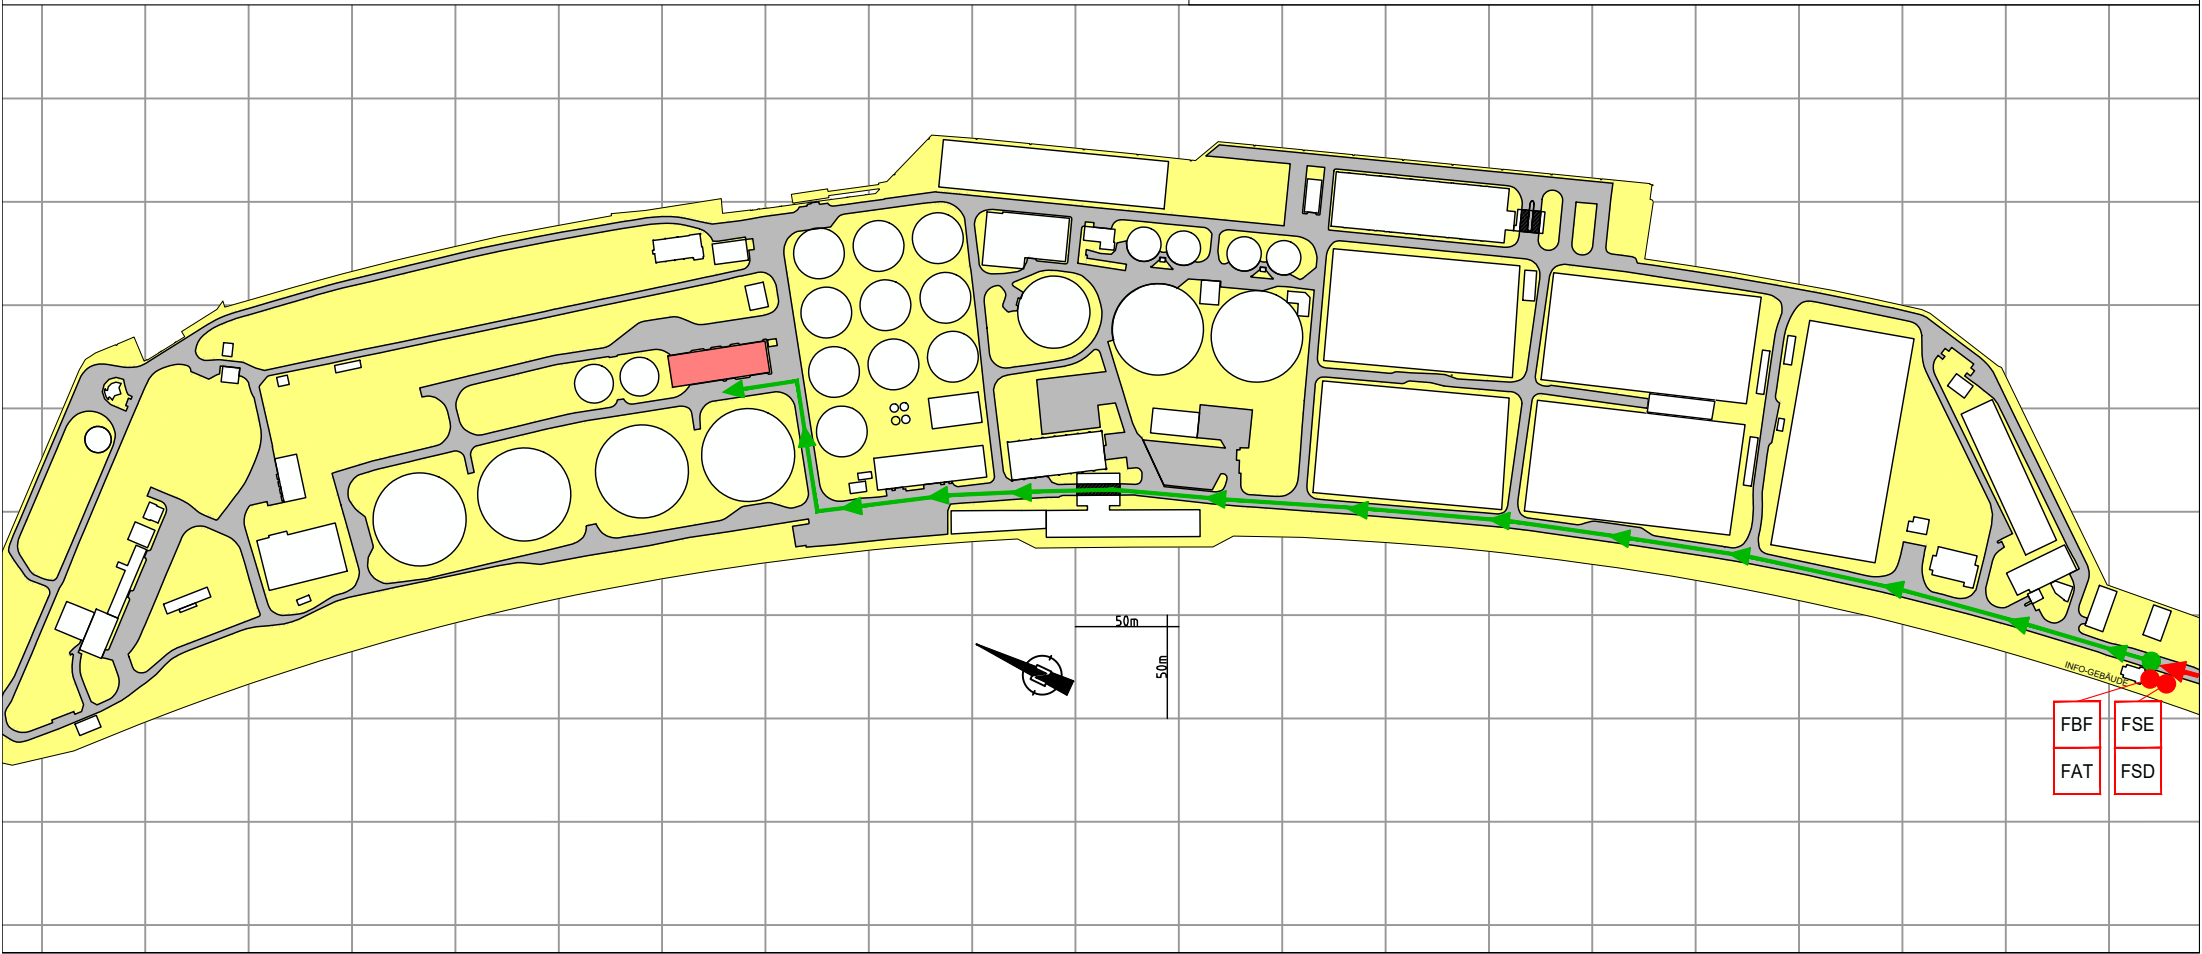 50m
50m
INFO-GEBÄUDE
FBF
FSE
FAT
FSD